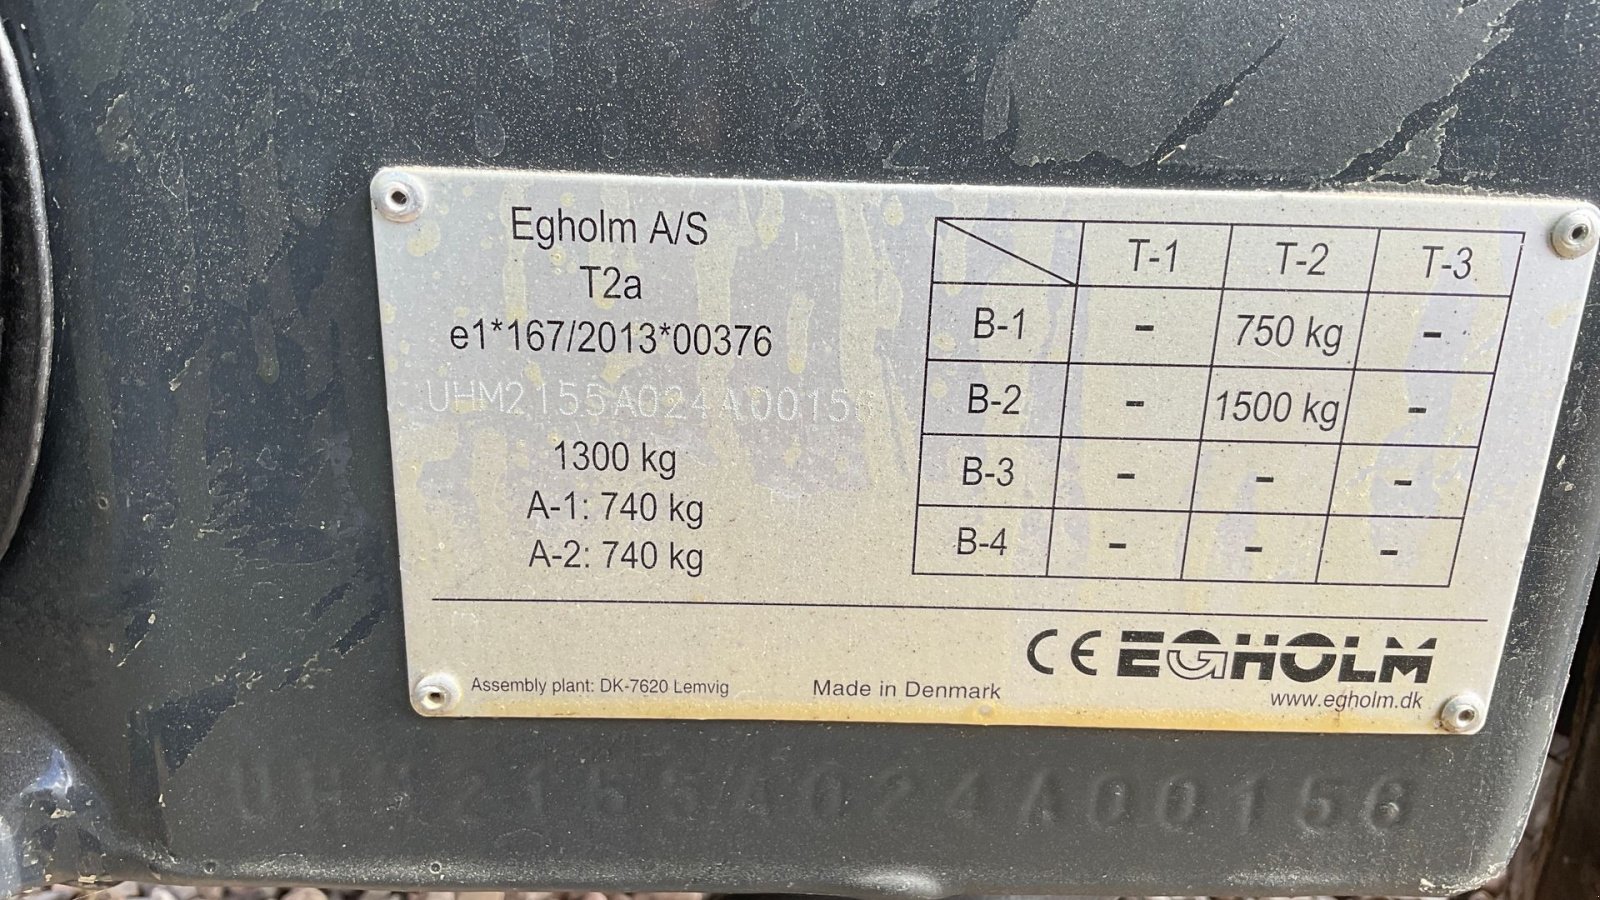 Egholm A/S
T2a
e1*167/2013*00376
UHM2155A024A00156
1300 kg
A-1: 740 kg
A-2: 740 kg
T-1 T-2 T-3
B-1 - 750 kg -
B-2 - 1500 kg -
B-3 - - -
B-4 - - -
CE EGHOLM
www.egholm.dk
Assembly plant: DK-7620 Lemvig Made in Denmark
UHM2155A024A00156